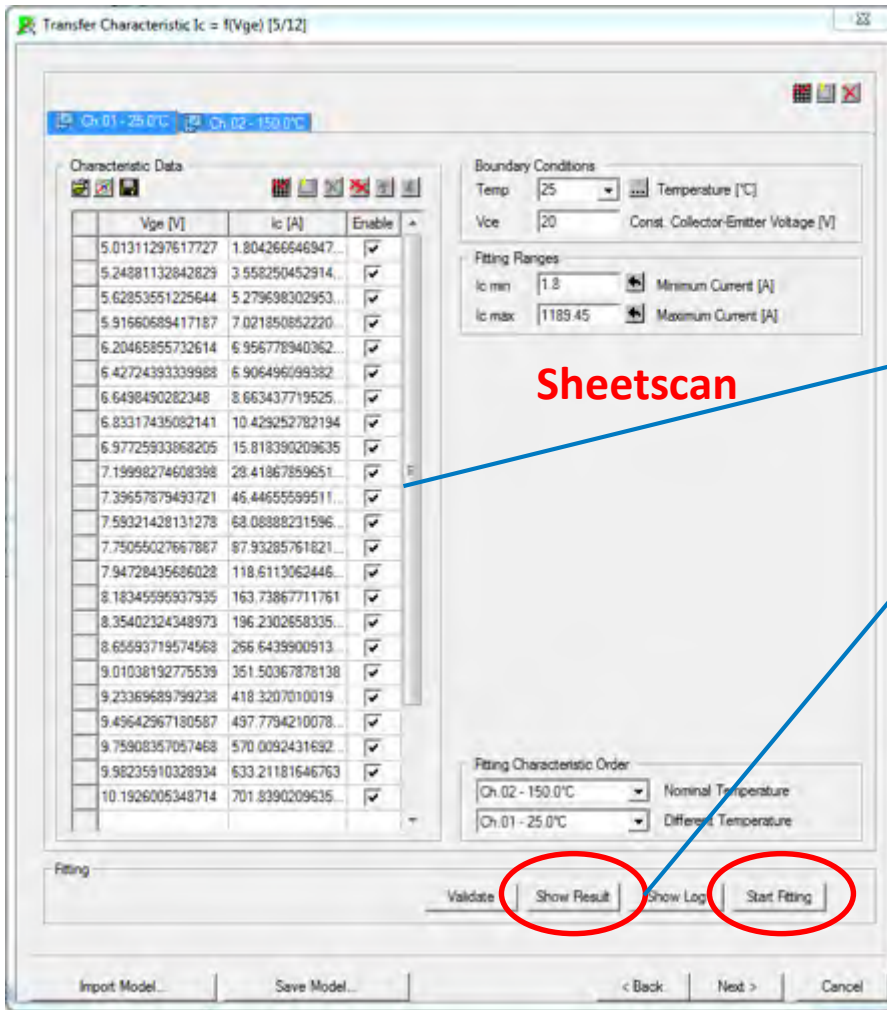 Transfer Characteristic Ic = f(Vge) [5/12]
Ch.01 - 25.0°C Ch.02 - 150.0°C
Characteristic Data
Vge [V] Ic [A] Enable
5.01311297617727 1.804266646947...
5.24881132842829 3.558250452914...
5.62853551225644 5.279698302953...
5.91660689417187 7.021850852220...
6.20465855732614 6.956778940362...
6.42724393339988 6.906496099382...
6.6498490282348 8.663437719525...
6.83317435082141 10.429252782194
6.97725933868205 15.818390209635
7.19998274608398 28.41867859651...
7.39657879493721 46.44655599511...
7.59321428131278 68.08888231596...
7.75055027667887 87.93285761821...
7.94728435686028 118.6113062446...
8.18345595937935 163.73867711761
8.35402324348973 196.2302658335...
8.65593719574568 266.6439900913...
9.01038192775539 351.50367878138
9.23369689799238 418.3207010019...
9.49642967180587 497.7794210078...
9.75908357057468 570.0092431692...
9.98235910328934 633.21181646763
10.1926005348714 701.8390209635...
Boundary Conditions
Temp 25 ... Temperature [°C]
Vce 20 Const. Collector-Emitter Voltage [V]
Fitting Ranges
Ic min 1.8 Minimum Current [A]
Ic max 1189.45 Maximum Current [A]
Sheetscan
Fitting Characteristic Order
Ch.02 - 150.0°C Nominal Temperature
Ch.01 - 25.0°C Different Temperature
Fitting
Validate Show Result Show Log Start Fitting
Import Model... Save Model... < Back Next > Cancel